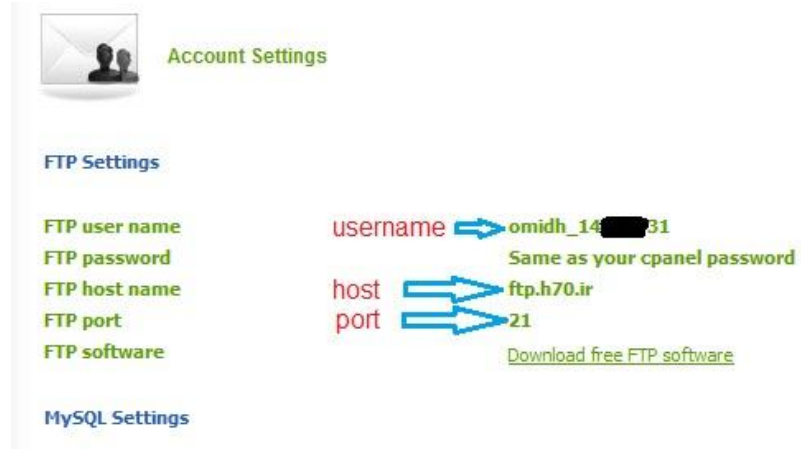 Account Settings
FTP Settings
FTP user name username omidh_14 31
FTP password Same as your cpanel password
FTP host name host ftp.h70.ir
FTP port port 21
FTP software Download free FTP software
MySQL Settings